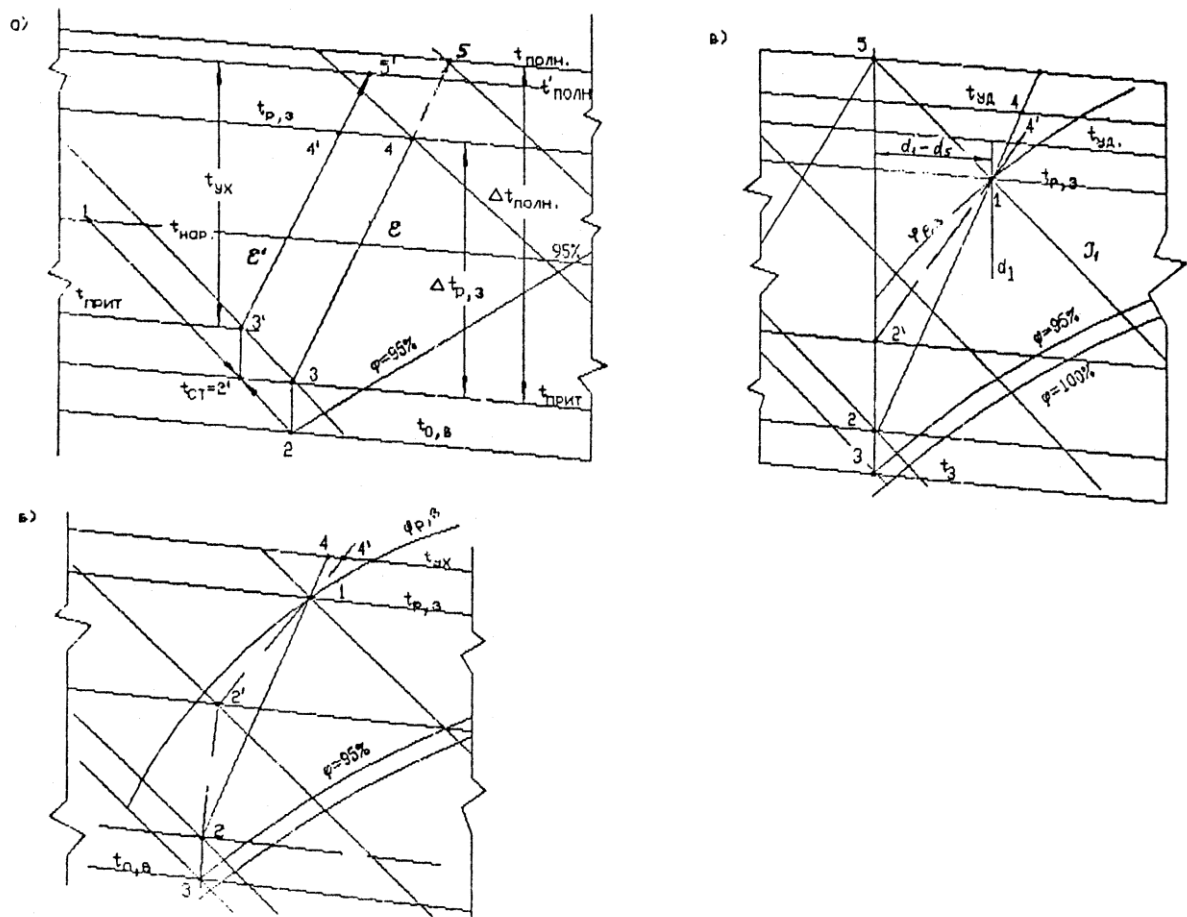 а)
t полн.
5
5'
t' полн
t р,з
4'
4
t ух
Δt полн.
1
t нар.
ε'
ε
95%
Δt р,з
t прит
3'
φ=95%
3
t ст=2'
t прит
2
t о,в
в)
5
t уд
4
4'
t уд.
d₁-d₅
t р,з
1
J₁
d₁
2'
φ=95%
φ=100%
2
3
t з
Б)
φ р,в
4
4'
t ух
1
t р,з
2'
φ=95%
2
t о,в
3